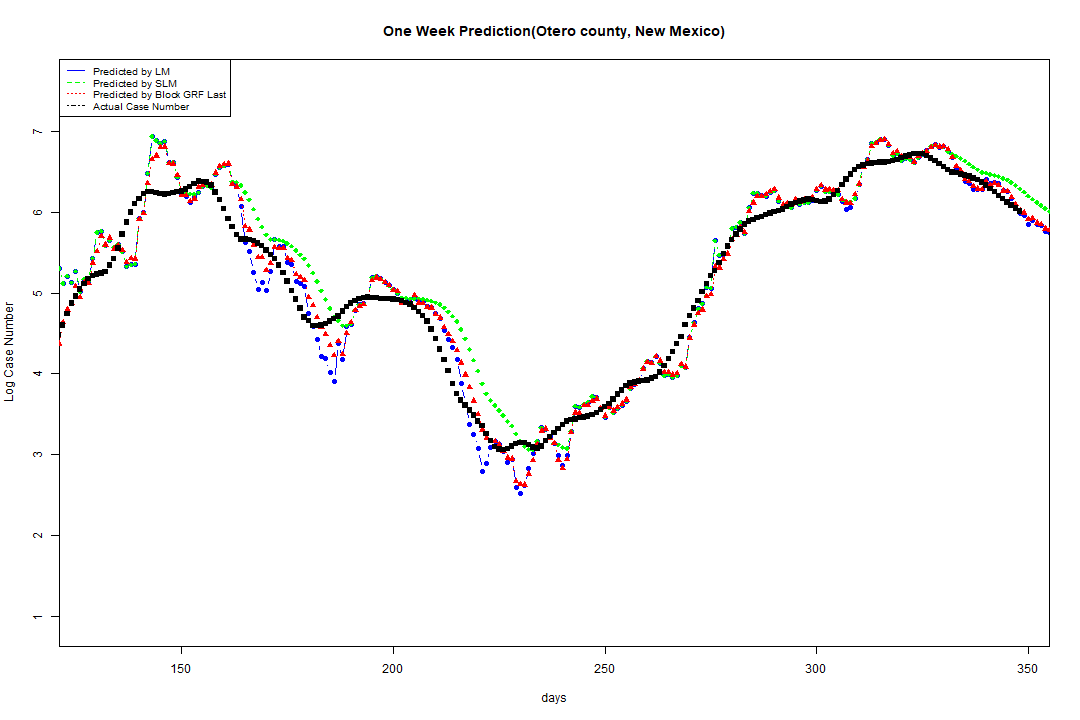 One Week Prediction(Otero county, New Mexico)
Predicted by LM
Predicted by SLM
Predicted by Block GRF Last
Actual Case Number
7
6
5
4
3
2
1
Log Case Number
150 200 250 300 350
days